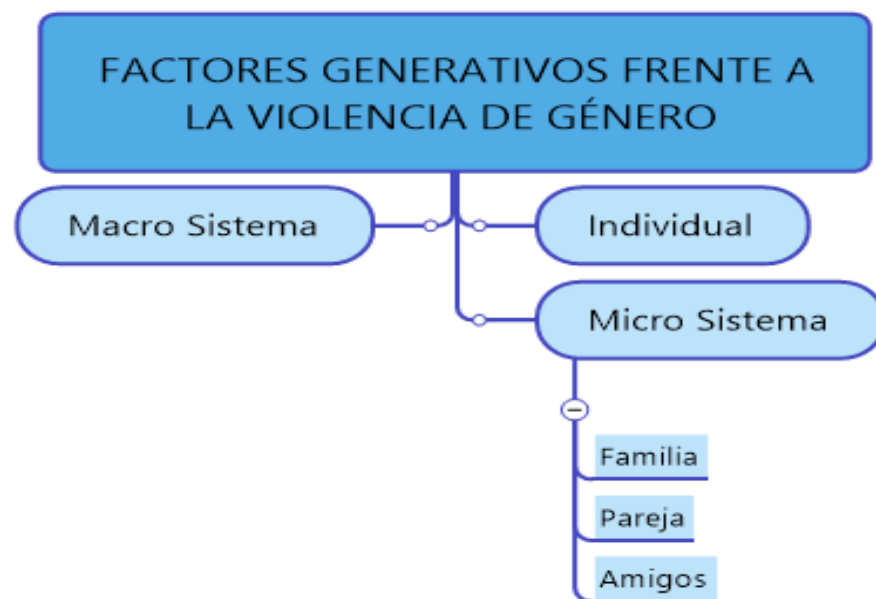 FACTORES GENERATIVOS FRENTE A
LA VIOLENCIA DE GÉNERO
Macro Sistema
Individual
Micro Sistema
Familia
Pareja
Amigos